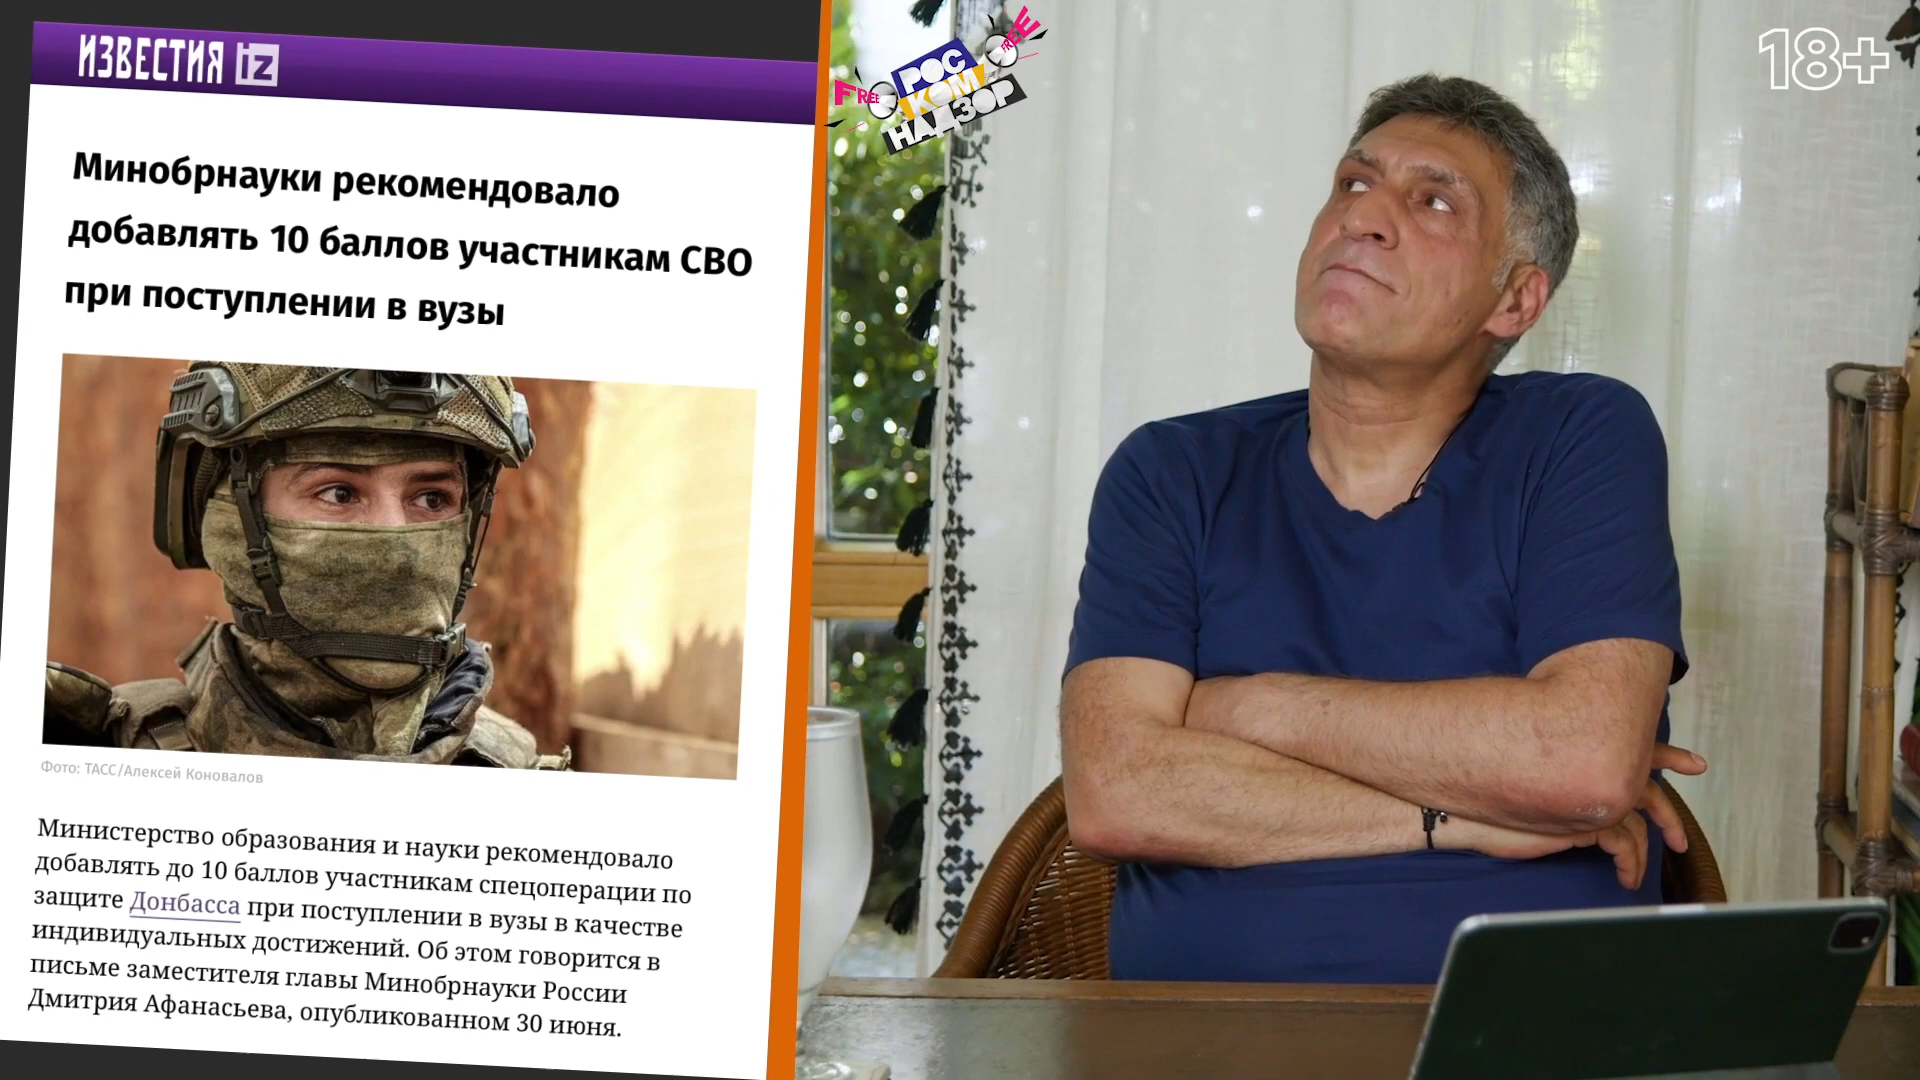 ИЗВЕСТИЯ iz
Минобрнауки рекомендовало
добавлять 10 баллов участникам СВО
при поступлении в вузы
Фото: ТАСС/Алексей Коновалов
Министерство образования и науки рекомендовало
добавлять до 10 баллов участникам спецоперации по
защите Донбасса при поступлении в вузы в качестве
индивидуальных достижений. Об этом говорится в
письме заместителя главы Минобрнауки России
Дмитрия Афанасьева, опубликованном 30 июня.
FREE
FREE
РОС
КОМ
НАДЗОР
18+